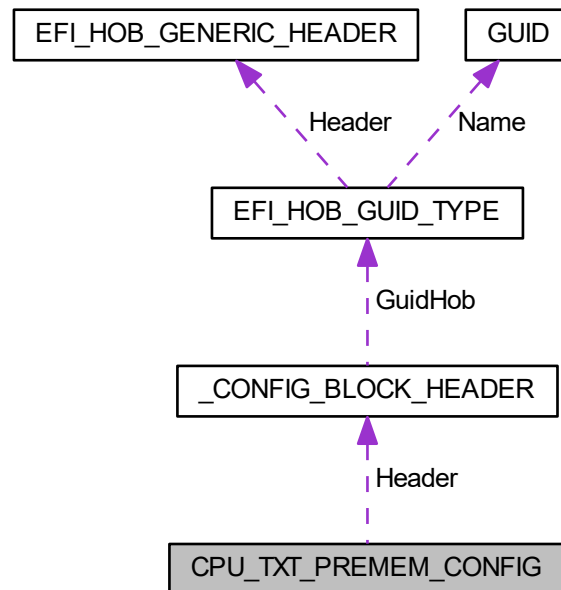 EFI_HOB_GENERIC_HEADER
GUID
Header
Name
EFI_HOB_GUID_TYPE
GuidHob
_CONFIG_BLOCK_HEADER
Header
CPU_TXT_PREMEM_CONFIG